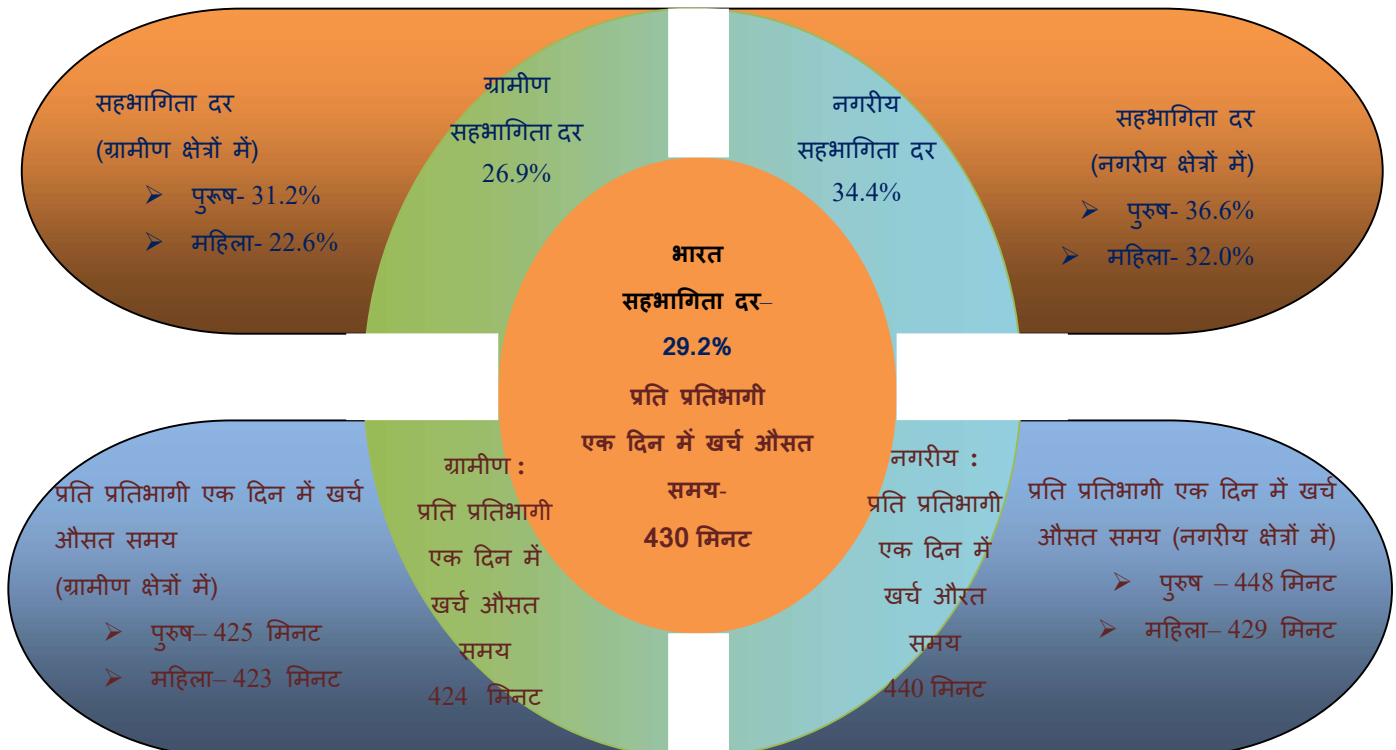 सहभागिता दर
(ग्रामीण क्षेत्रों में)
➢ पुरूष- 31.2%
➢ महिला- 22.6%
ग्रामीण
सहभागिता दर
26.9%
नगरीय
सहभागिता दर
34.4%
सहभागिता दर
(नगरीय क्षेत्रों में)
➢ पुरुष- 36.6%
➢ महिला- 32.0%
भारत
सहभागिता दर–
29.2%
प्रति प्रतिभागी
एक दिन में खर्च औसत
समय-
430 मिनट
प्रति प्रतिभागी एक दिन में खर्च
औसत समय
(ग्रामीण क्षेत्रों में)
➢ पुरुष– 425 मिनट
➢ महिला– 423 मिनट
ग्रामीण :
प्रति प्रतिभागी
एक दिन में
खर्च औसत
समय
424 मिनट
नगरीय :
प्रति प्रतिभागी
एक दिन में
खर्च औरत
समय
440 मिनट
प्रति प्रतिभागी एक दिन में खर्च
औसत समय (नगरीय क्षेत्रों में)
➢ पुरुष – 448 मिनट
➢ महिला– 429 मिनट